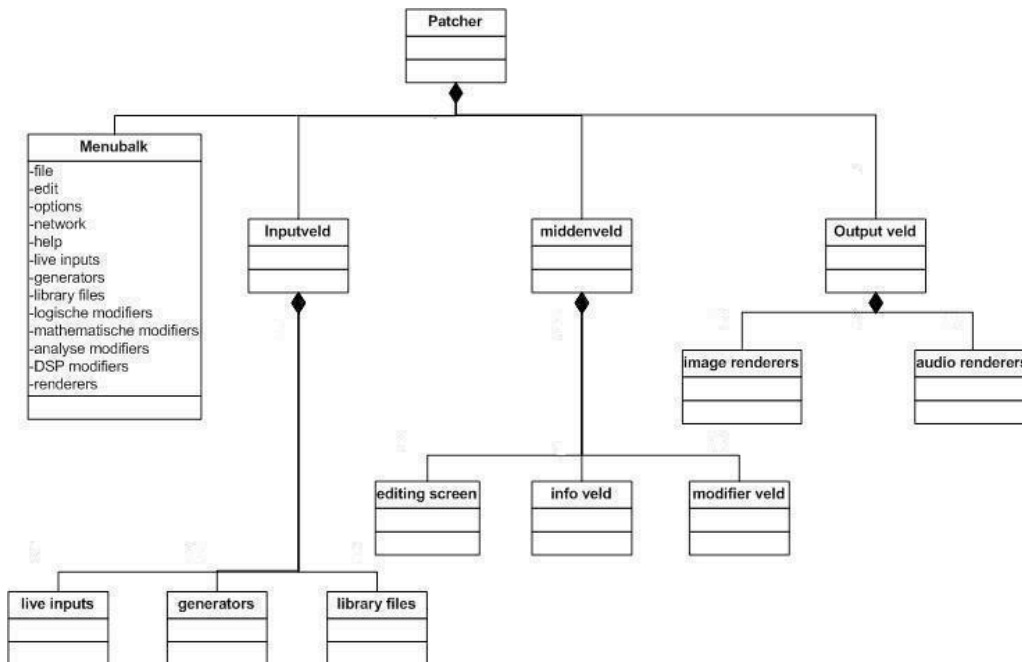 Patcher
Menubalk
-file
-edit
-options
-network
-help
-live inputs
-generators
-library files
-logische modifiers
-mathematische modifiers
-analyse modifiers
-DSP modifiers
-renderers
Inputveld
middenveld
Output veld
image renderers
audio renderers
editing screen
info veld
modifier veld
live inputs
generators
library files